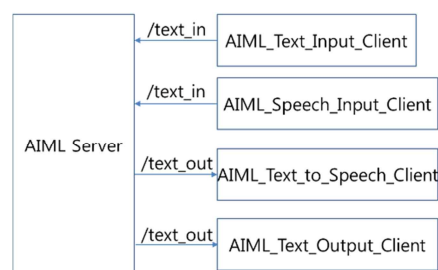 /text_in
AIML_Text_Input_Client
/text_in
AIML_Speech_Input_Client
AIML Server
/text_out
AIML_Text_to_Speech_Client
/text_out
AIML_Text_Output_Client